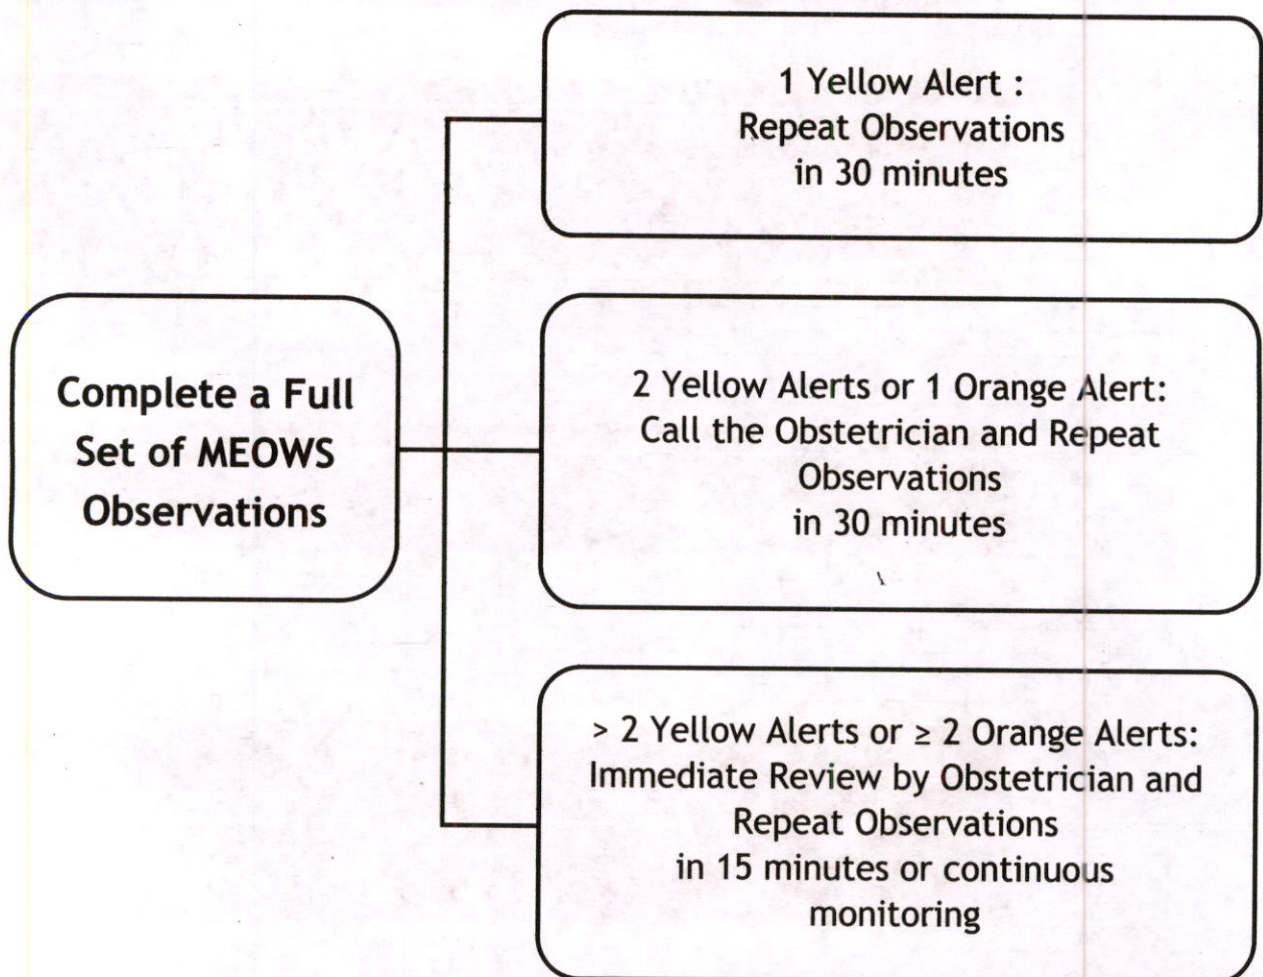 Complete a Full
Set of MEOWS
Observations
1 Yellow Alert :
Repeat Observations
in 30 minutes
2 Yellow Alerts or 1 Orange Alert:
Call the Obstetrician and Repeat
Observations
in 30 minutes
> 2 Yellow Alerts or ≥ 2 Orange Alerts:
Immediate Review by Obstetrician and
Repeat Observations
in 15 minutes or continuous
monitoring